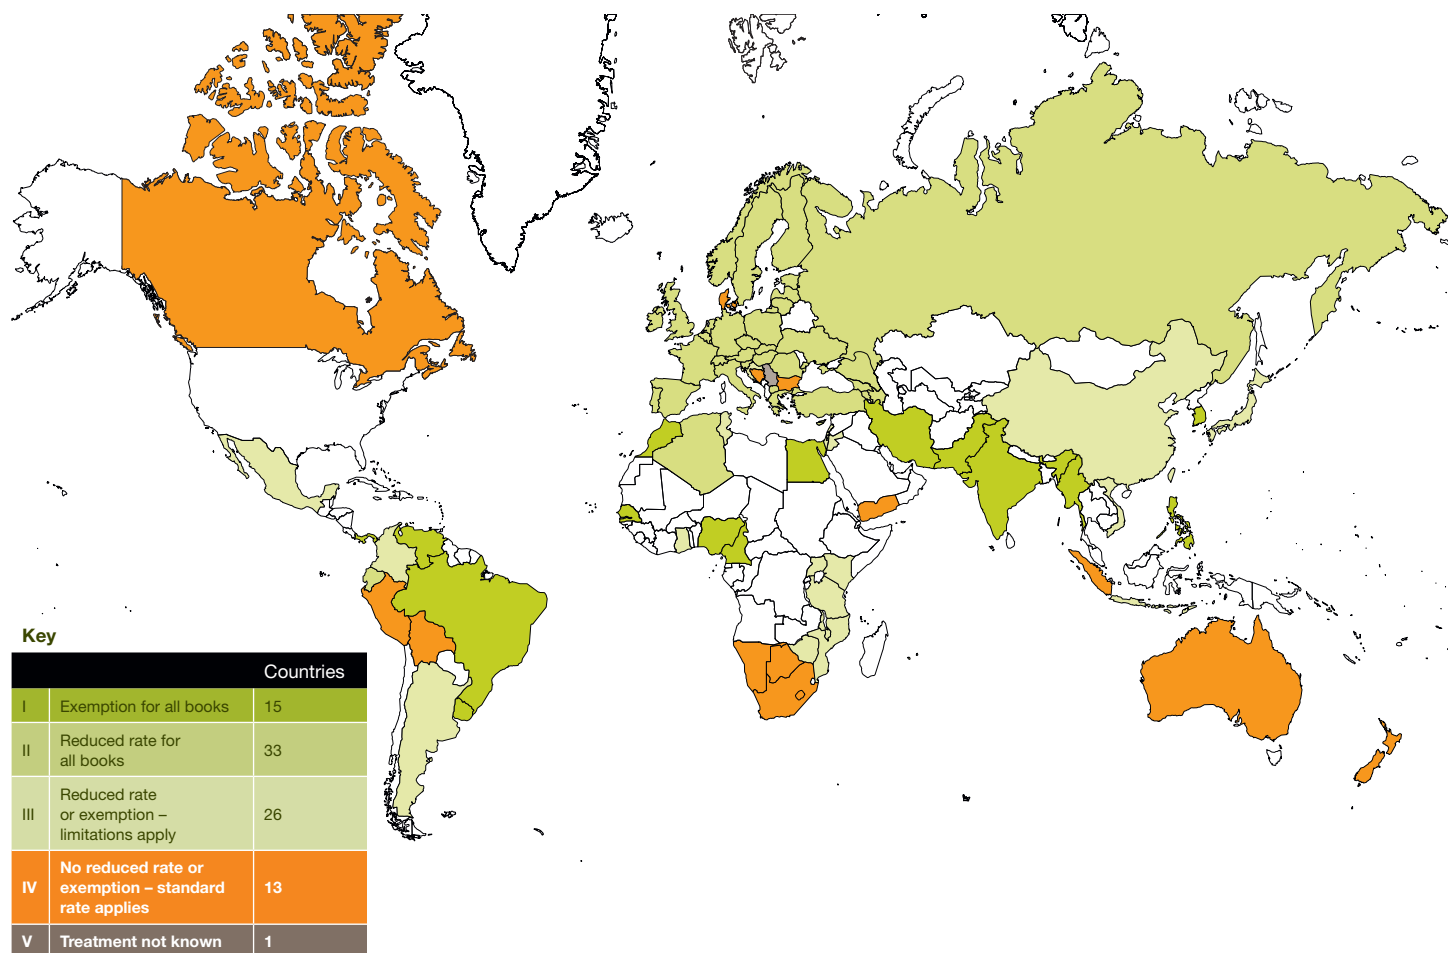 Key
Countries
I Exemption for all books 15
II Reduced rate for
all books 33
III Reduced rate
or exemption –
limitations apply 26
IV No reduced rate or
exemption – standard
rate applies 13
V Treatment not known 1